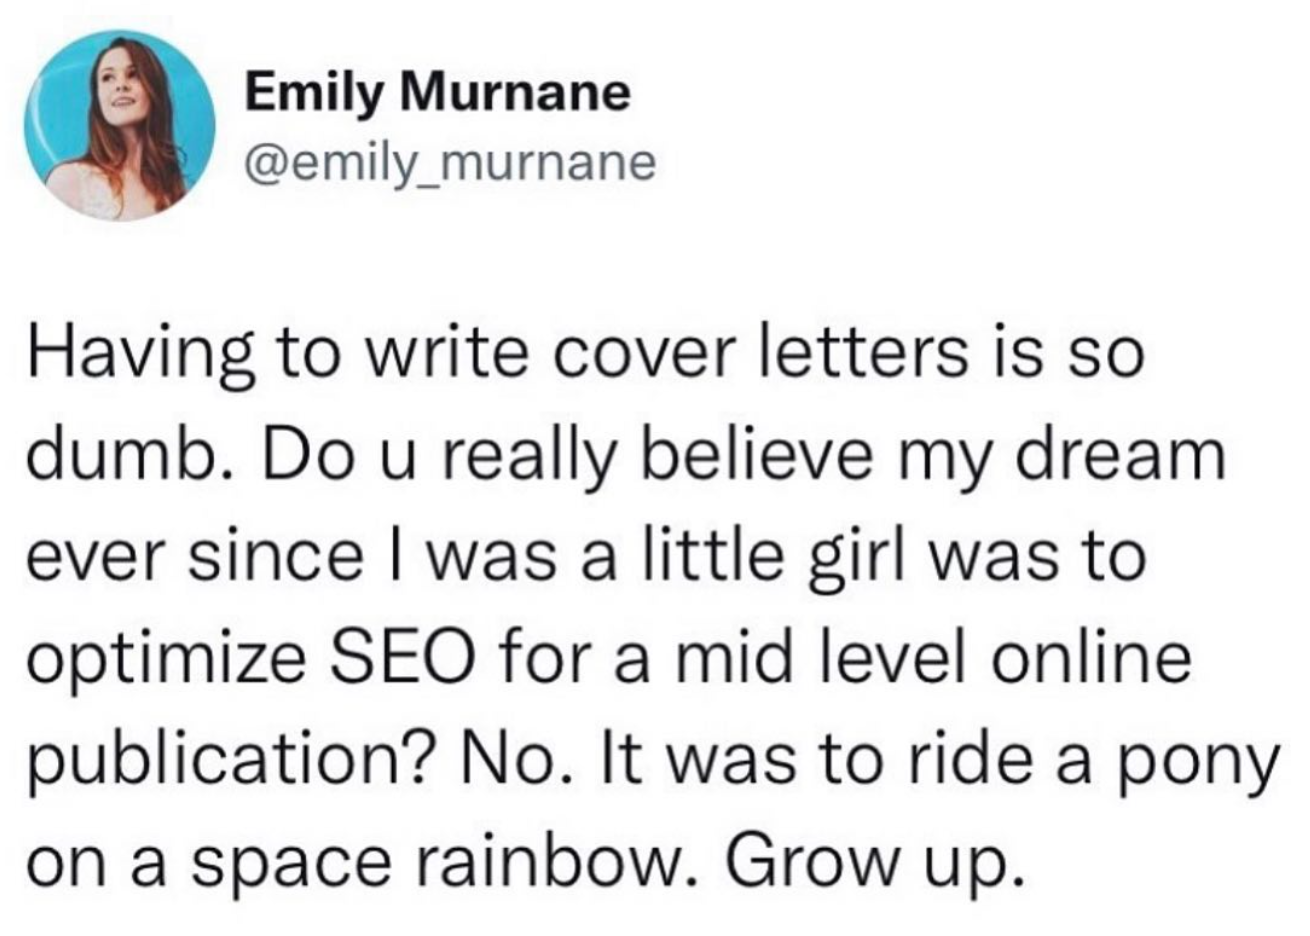 Emily Murnane
@emily_murnane
Having to write cover letters is so
dumb. Do u really believe my dream
ever since I was a little girl was to
optimize SEO for a mid level online
publication? No. It was to ride a pony
on a space rainbow. Grow up.